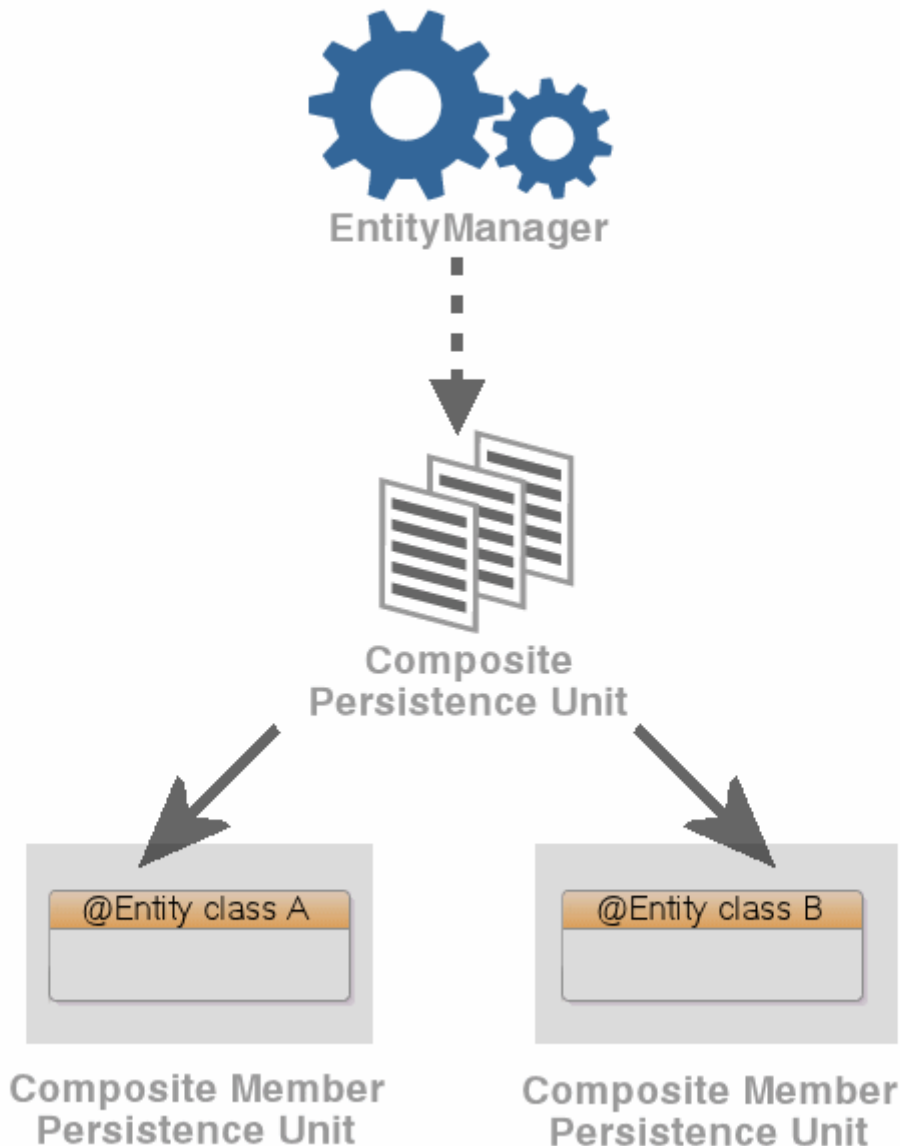 EntityManager
Composite
Persistence Unit
@Entity class A
@Entity class B
Composite Member
Persistence Unit
Composite Member
Persistence Unit